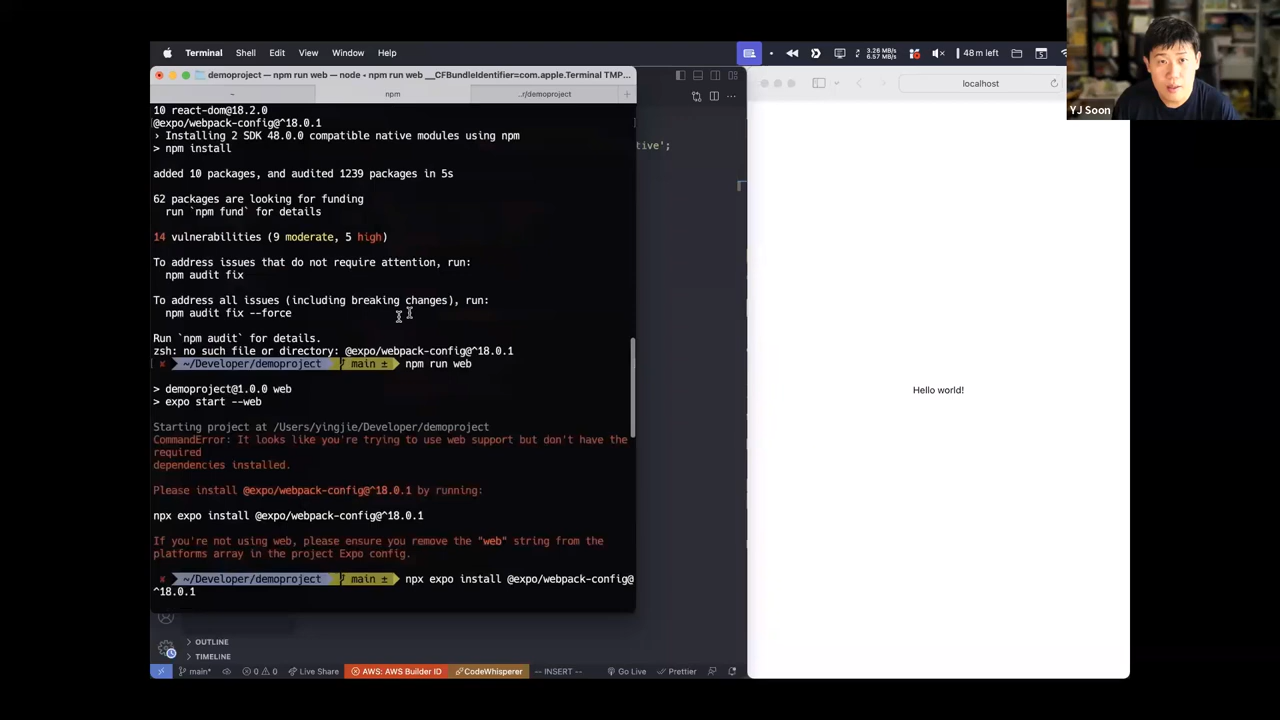 Terminal Shell Edit View Window Help
3.26 MB/s
6.57 MB/s
48 m left
5
demoproject — npm run web — node ◂ npm run web __CFBundleIdentifier=com.apple.Terminal TMP...
~
npm
..r/demoproject
+
localhost
YJ Soon
10 react-dom@18.2.0
@expo/webpack-config@^18.0.1
› Installing 2 SDK 48.0.0 compatible native modules using npm
> npm install
added 10 packages, and audited 1239 packages in 5s
62 packages are looking for funding
run `npm fund` for details
14 vulnerabilities (9 moderate, 5 high)
To address issues that do not require attention, run:
npm audit fix
To address all issues (including breaking changes), run:
npm audit fix --force
Run `npm audit` for details.
zsh: no such file or directory: @expo/webpack-config@^18.0.1
✘ ~/Developer/demoproject main ± npm run web
> demoproject@1.0.0 web
> expo start --web
Starting project at /Users/yingjie/Developer/demoproject
CommandError: It looks like you're trying to use web support but don't have the
required
dependencies installed.
Please install @expo/webpack-config@^18.0.1 by running:
npx expo install @expo/webpack-config@^18.0.1
If you're not using web, please ensure you remove the "web" string from the
platforms array in the project Expo config.
✘ ~/Developer/demoproject main ± npx expo install @expo/webpack-config@
^18.0.1
tive';
Hello world!
OUTLINE
TIMELINE
main* 0 0 Live Share AWS: AWS Builder ID CodeWhisperer -- INSERT -- Go Live Prettier